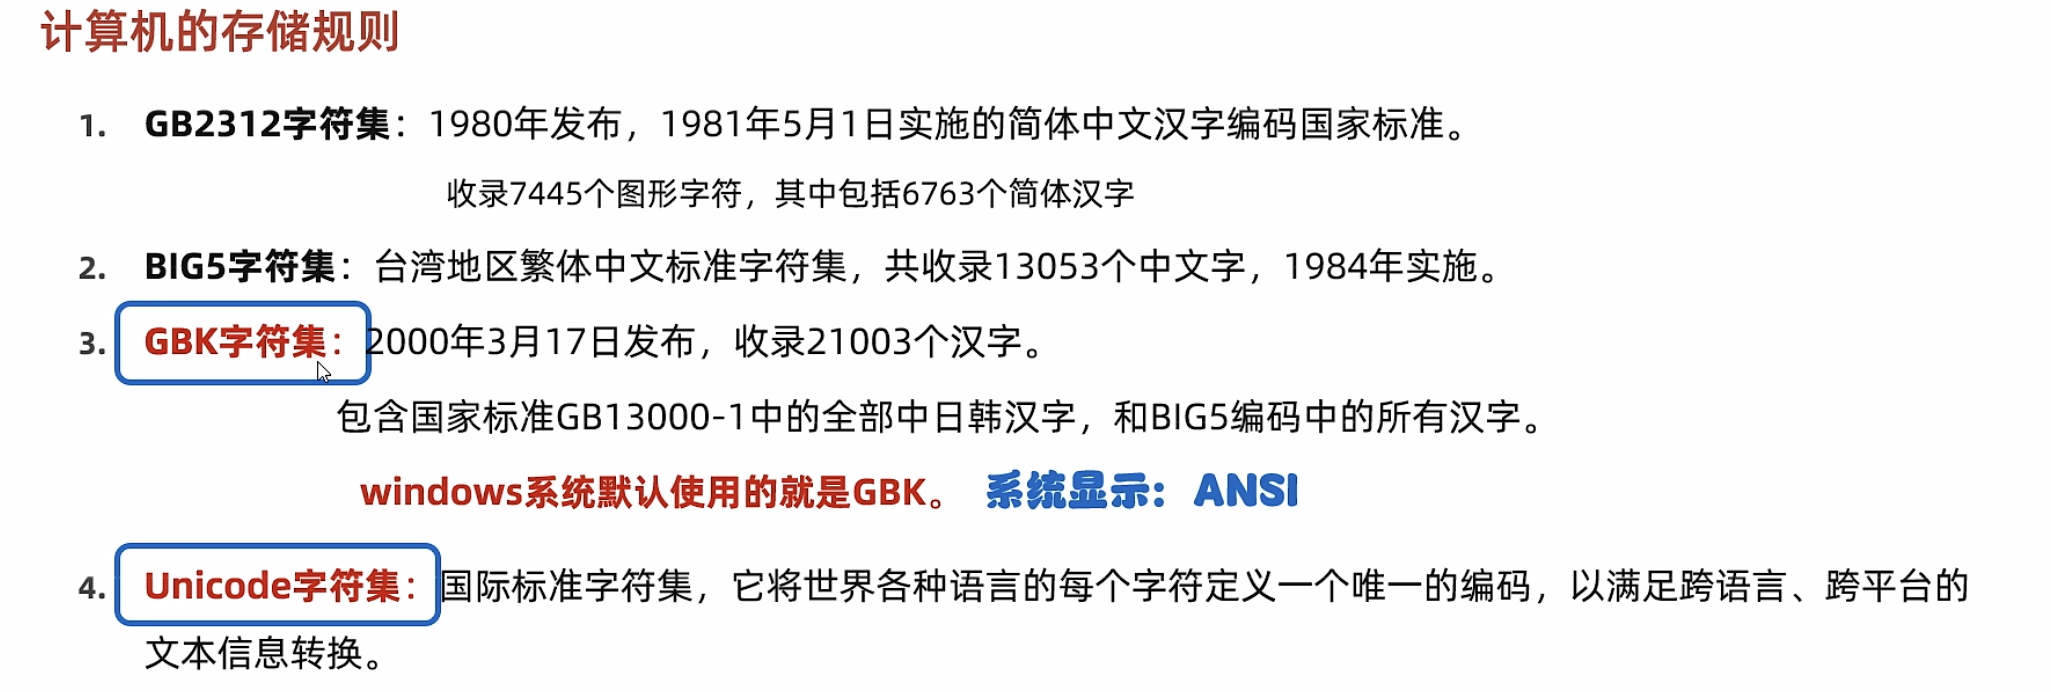 计算机的存储规则
1. GB2312字符集：1980年发布，1981年5月1日实施的简体中文汉字编码国家标准。
收录7445个图形字符，其中包括6763个简体汉字
2. BIG5字符集：台湾地区繁体中文标准字符集，共收录13053个中文字，1984年实施。
3. GBK字符集：2000年3月17日发布，收录21003个汉字。
包含国家标准GB13000-1中的全部中日韩汉字，和BIG5编码中的所有汉字。
windows系统默认使用的就是GBK。 系统显示：ANSI
4. Unicode字符集：国际标准字符集，它将世界各种语言的每个字符定义一个唯一的编码，以满足跨语言、跨平台的
文本信息转换。